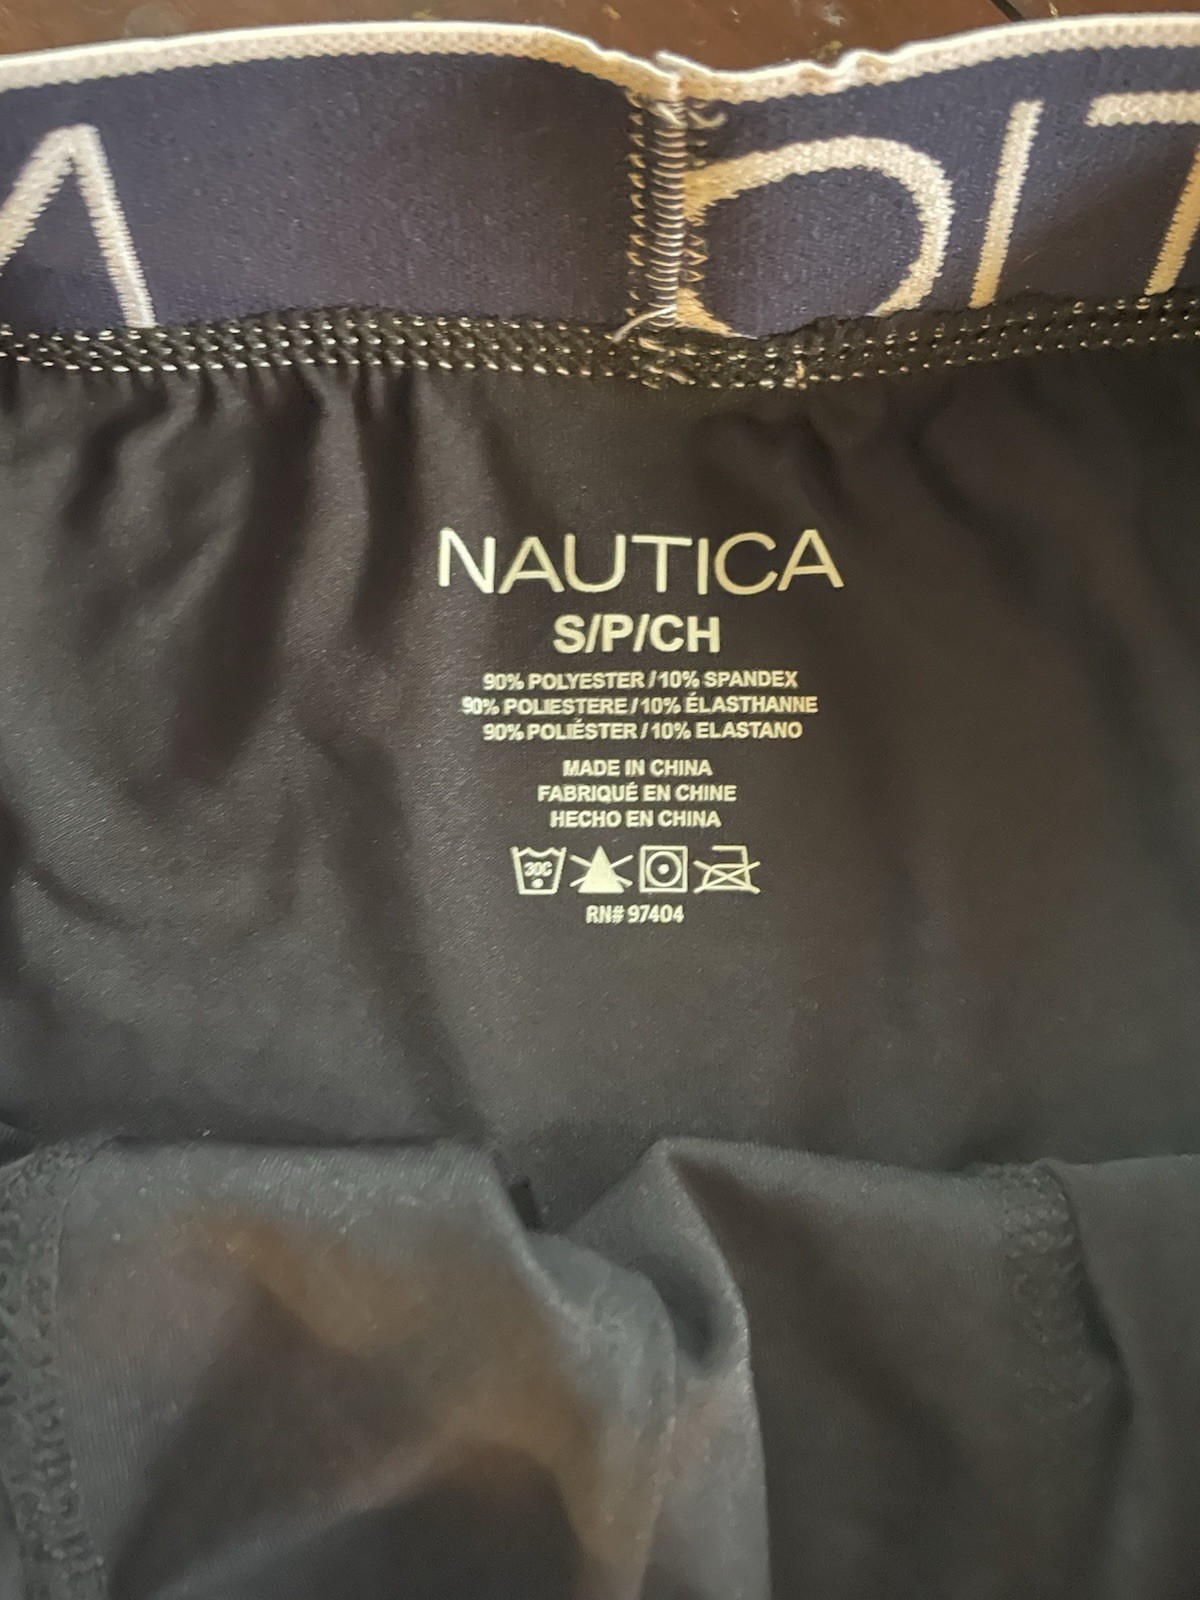 NAUTICA
S/P/CH
90% POLYESTER / 10% SPANDEX
90% POLIESTERE / 10% ÉLASTHANNE
90% POLIÉSTER / 10% ELASTANO
MADE IN CHINA
FABRIQUÉ EN CHINE
HECHO EN CHINA
30C
RN# 97404